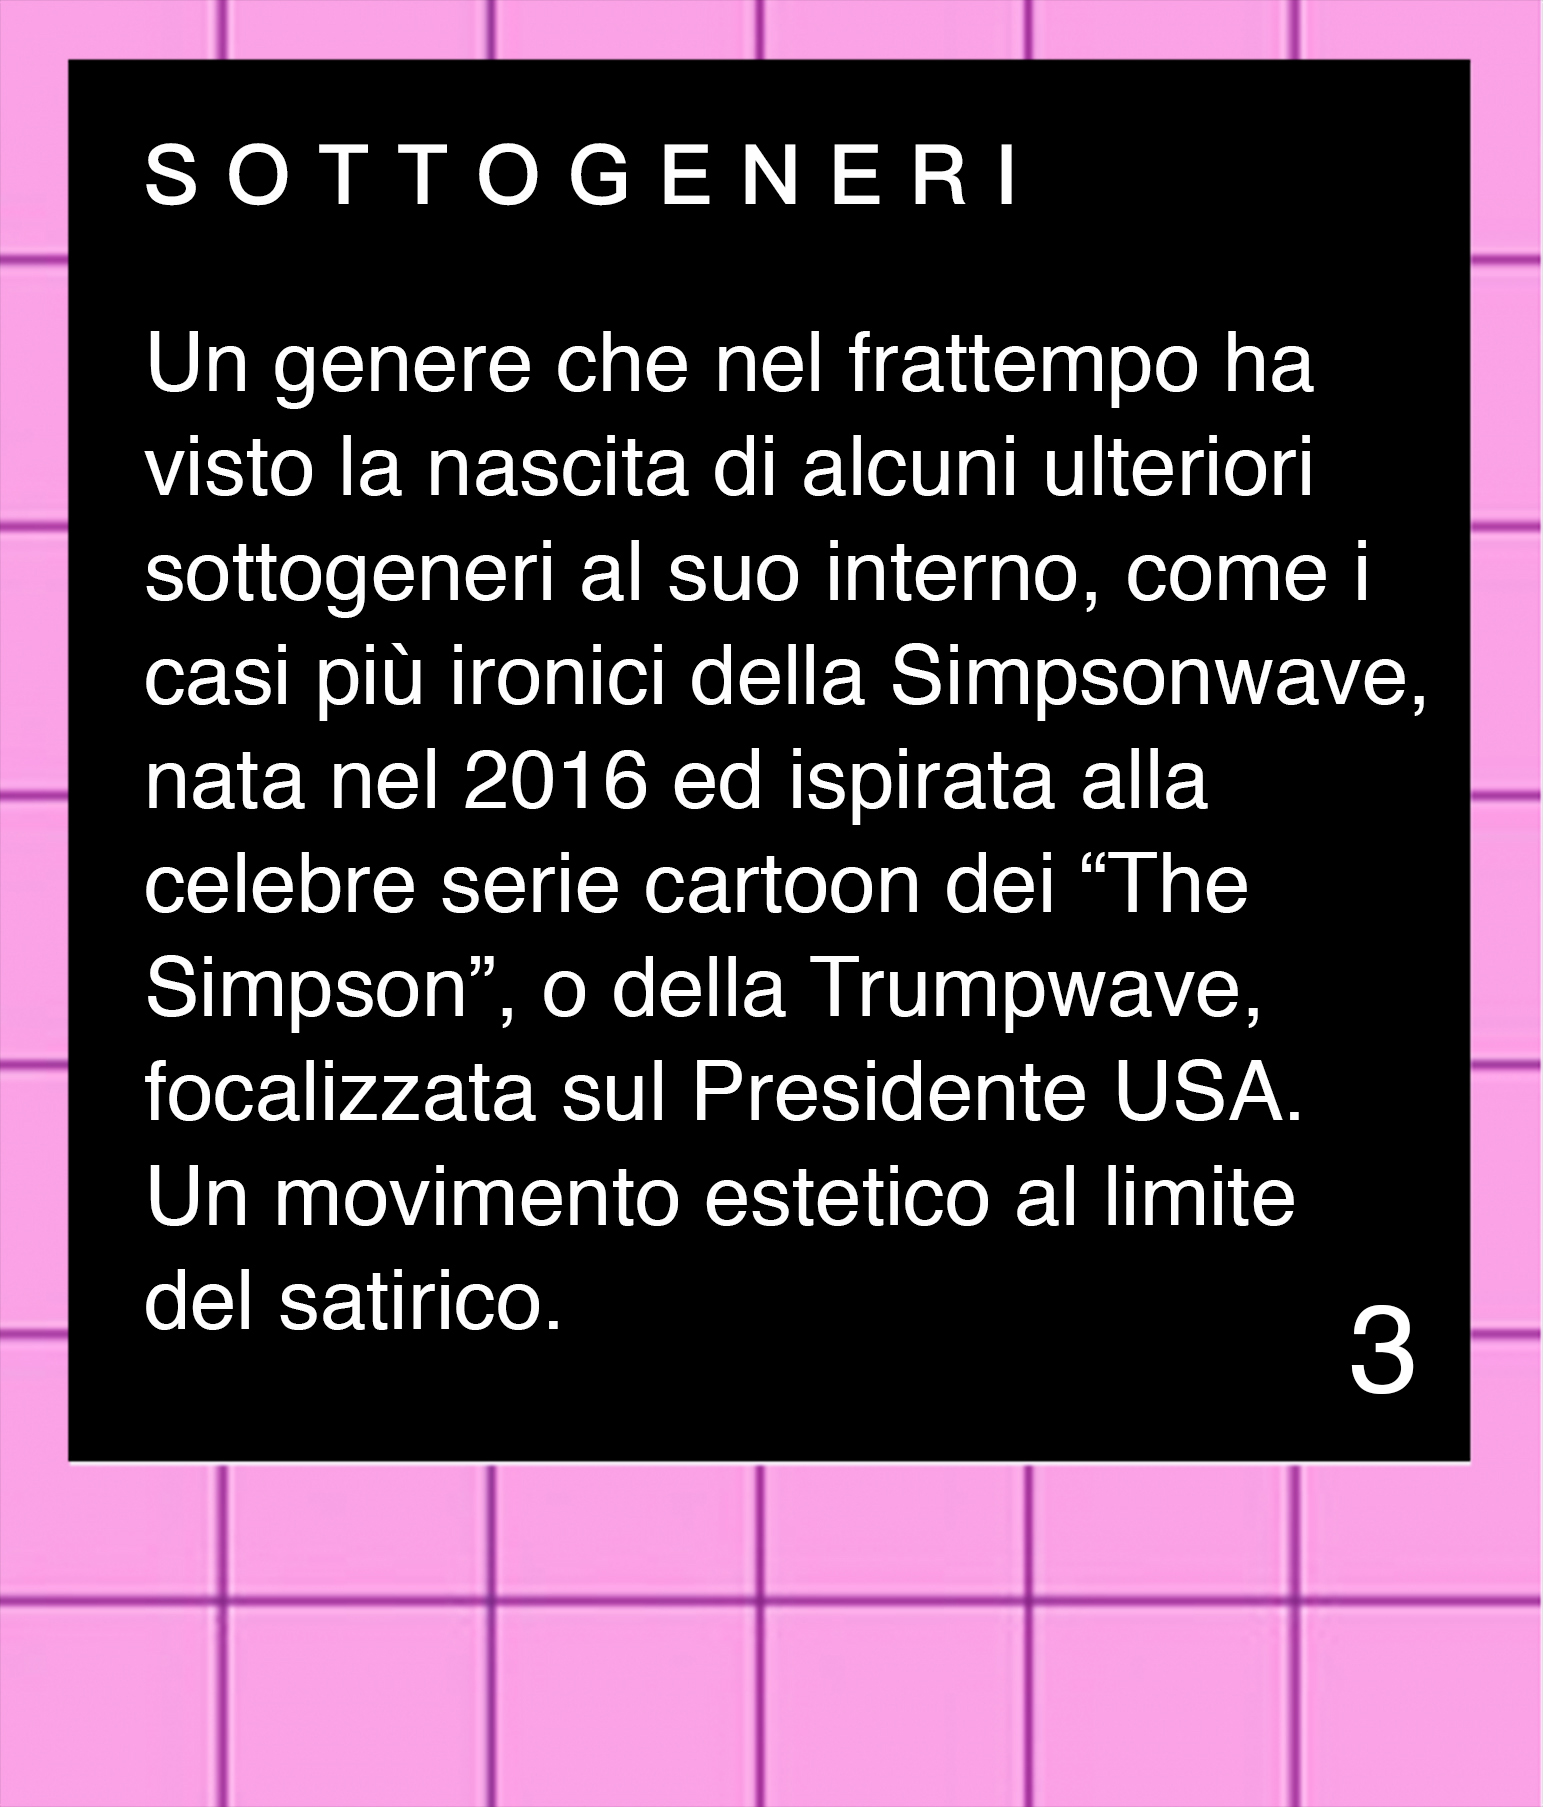 SOTTOGENERI
Un genere che nel frattempo ha
visto la nascita di alcuni ulteriori
sottogeneri al suo interno, come i
casi più ironici della Simpsonwave,
nata nel 2016 ed ispirata alla
celebre serie cartoon dei “The
Simpson”, o della Trumpwave,
focalizzata sul Presidente USA.
Un movimento estetico al limite
del satirico.
3